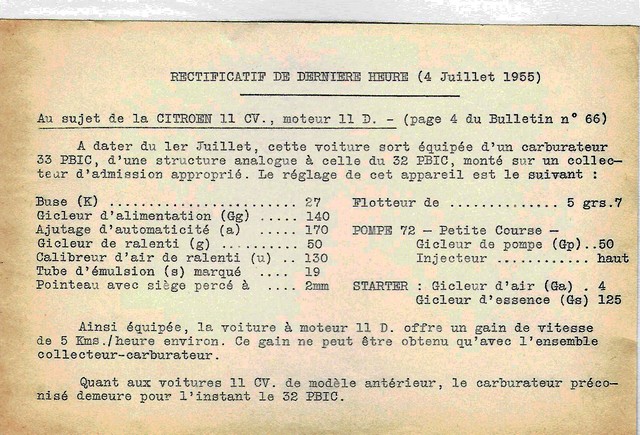 RECTIFICATIF DE DERNIERE HEURE (4 Juillet 1955)
Au sujet de la CITROEN 11 CV., moteur 11 D. - (page 4 du Bulletin n° 66)
A dater du 1er Juillet, cette voiture sort équipée d'un carburateur
33 PBIC, d'une structure analogue à celle du 32 PBIC, monté sur un collec-
teur d'admission approprié. Le réglage de cet appareil est le suivant :
Buse (K) ........................ 27 Flotteur de ............ 5 grs.7
Gicleur d'alimentation (Gg) ..... 140
Ajutage d'automaticité (a) ..... 170 POMPE 72 - Petite Course -
Gicleur de ralenti (g) .......... 50 Gicleur de pompe (Gp)..50
Calibreur d'air de ralenti (u) .. 130 Injecteur ............ haut
Tube d'émulsion (s) marqué .... 19
Pointeau avec siège percé à .... 2mm STARTER : Gicleur d'air (Ga) . 4
Gicleur d'essence (Gs) 125
Ainsi équipée, la voiture à moteur 11 D. offre un gain de vitesse
de 5 Kms./heure environ. Ce gain ne peut être obtenu qu'avec l'ensemble
collecteur-carburateur.
Quant aux voitures 11 CV. de modèle antérieur, le carburateur préco-
nisé demeure pour l'instant le 32 PBIC.